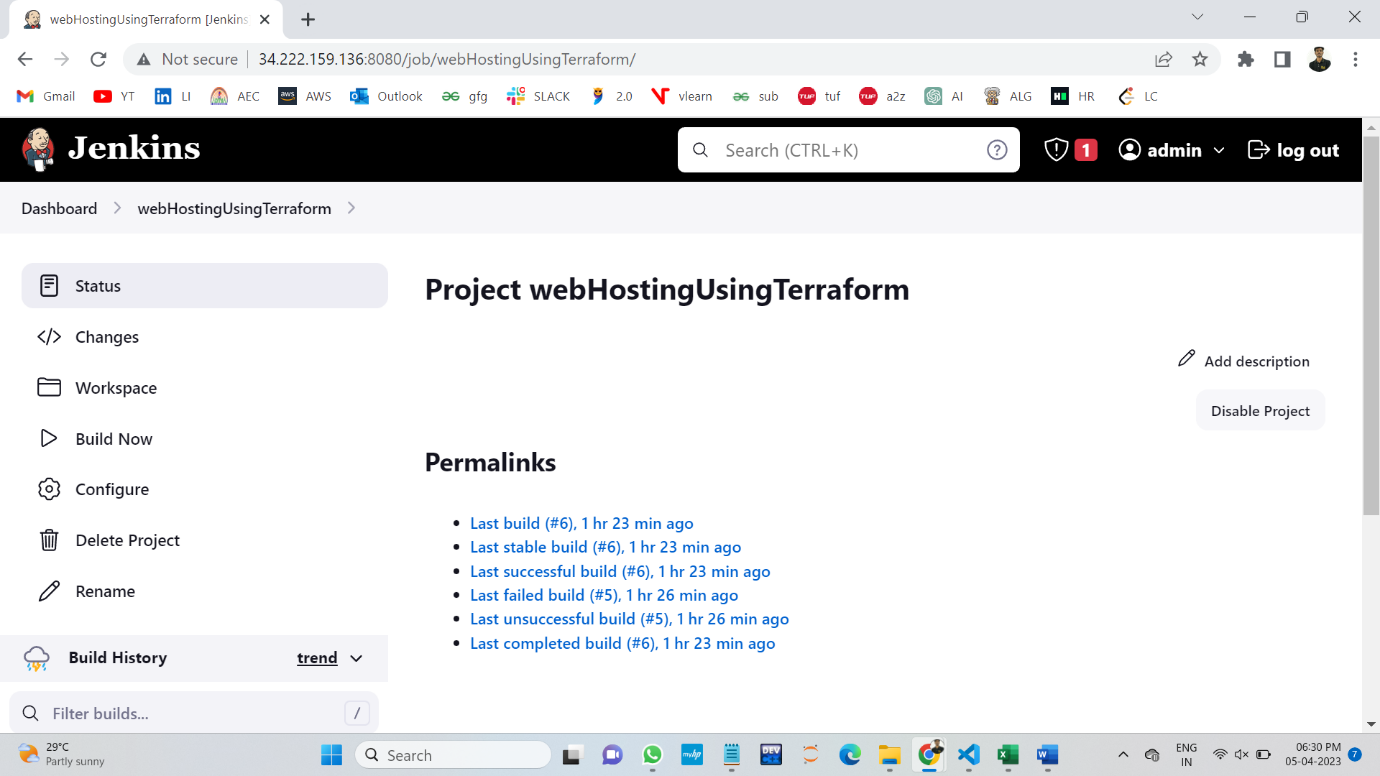 webHostingUsingTerraform [Jenkins
Not secure
34.222.159.136:8080/job/webHostingUsingTerraform/
Gmail YT LI AEC AWS Outlook gfg SLACK 2.0 vlearn sub tuf a2z AI ALG HR LC
Jenkins
Search (CTRL+K)
1
admin
log out
Dashboard
webHostingUsingTerraform
Status
Changes
Workspace
Build Now
Configure
Delete Project
Rename
Build History
trend
Filter builds...
/
Project webHostingUsingTerraform
Add description
Disable Project
Permalinks
Last build (#6), 1 hr 23 min ago
Last stable build (#6), 1 hr 23 min ago
Last successful build (#6), 1 hr 23 min ago
Last failed build (#5), 1 hr 26 min ago
Last unsuccessful build (#5), 1 hr 26 min ago
Last completed build (#6), 1 hr 23 min ago
29°C
Partly sunny
Search
DEV
ENG
IN
06:30 PM
05-04-2023
7